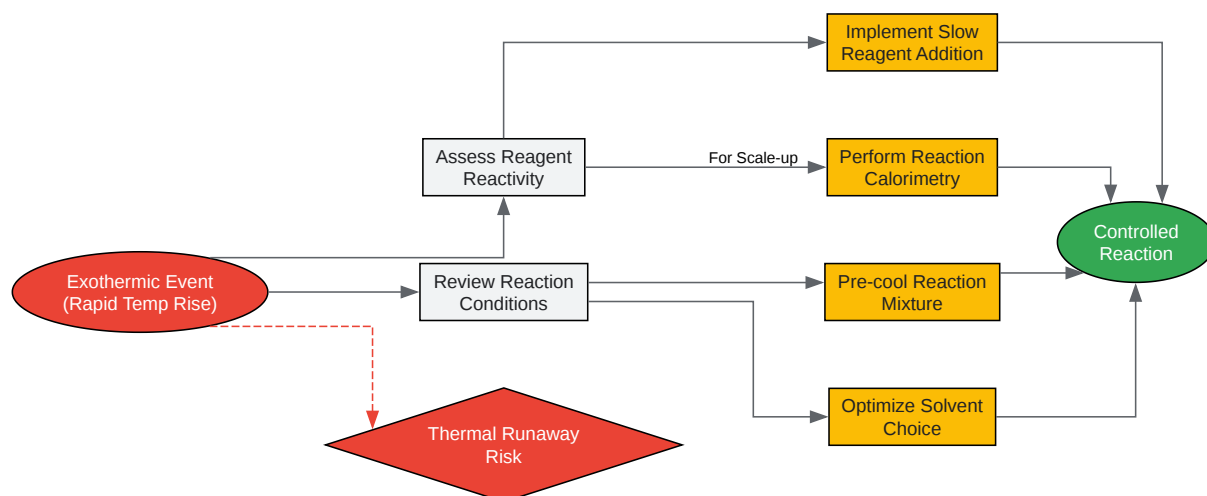 Implement Slow
Reagent Addition
Assess Reagent
Reactivity
For Scale-up
Perform Reaction
Calorimetry
Controlled
Reaction
Exothermic Event
(Rapid Temp Rise)
Review Reaction
Conditions
Pre-cool Reaction
Mixture
Optimize Solvent
Choice
Thermal Runaway
Risk